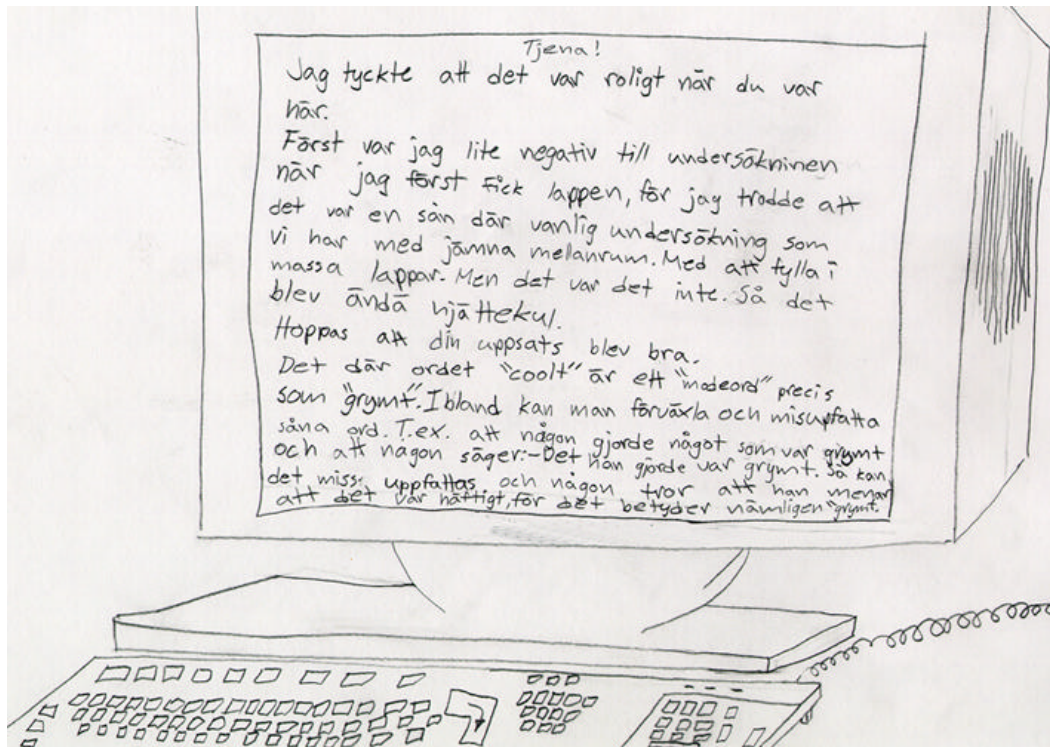 Tjena!
Jag tyckte att det var roligt när du var
här.
Först var jag lite negativ till undersökninen
när jag först fick lappen, för jag trodde att
det var en sån där vanlig undersökning som
vi har med jämna melanrum. Med att fylla i
massa lappar. Men det var det inte. Så det
blev ändå hjättekul.
Hoppas att din uppsats blev bra.
Det där ordet "coolt" är ett "modeord" precis
som "grymt". Ibland kan man förväxla och misupfatta
såna ord. T.ex. att någon gjorde något som var grymt
och att någon säger:-Det han gjorde var grymt. Så kan
det miss uppfattas och någon tror att han menar
att det var häftigt, för det betyder nämligen "grymt.